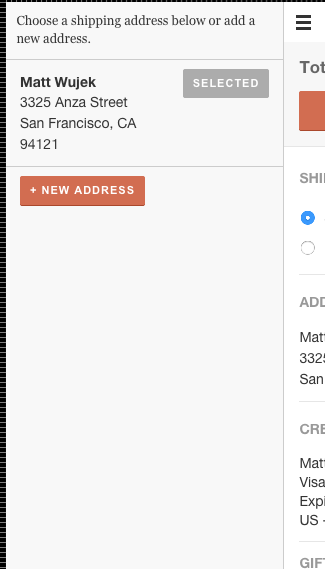 Choose a shipping address below or add a
new address.
Matt Wujek
SELECTED
3325 Anza Street
San Francisco, CA
94121
+ NEW ADDRESS
Tot
SHI
ADD
Matt
3325
San
CRE
Matt
Visa
Expi
US -
GIF